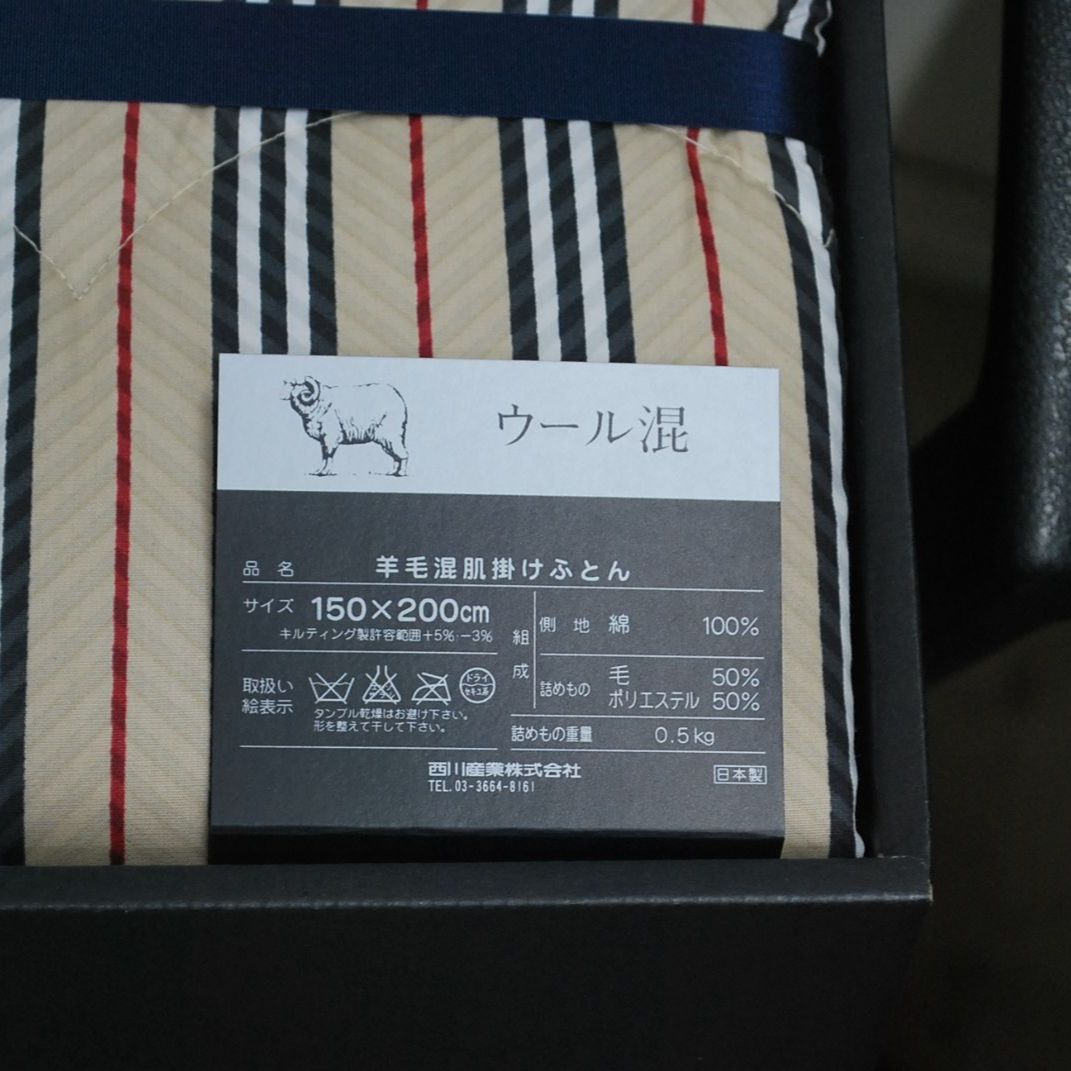 ウール混
品名 羊毛混肌掛けふとん
サイズ 150×200cm
キルティング製許容範囲+5%-3%
取扱い
絵表示
ドライ
セキユ系
タンブル乾燥はお避け下さい。
形を整えて干して下さい。
組成
側地 綿 100%
詰めもの 毛 50%
ポリエステル 50%
詰めもの重量 0.5kg
西川産業株式会社
TEL.03-3664-8161
日本製